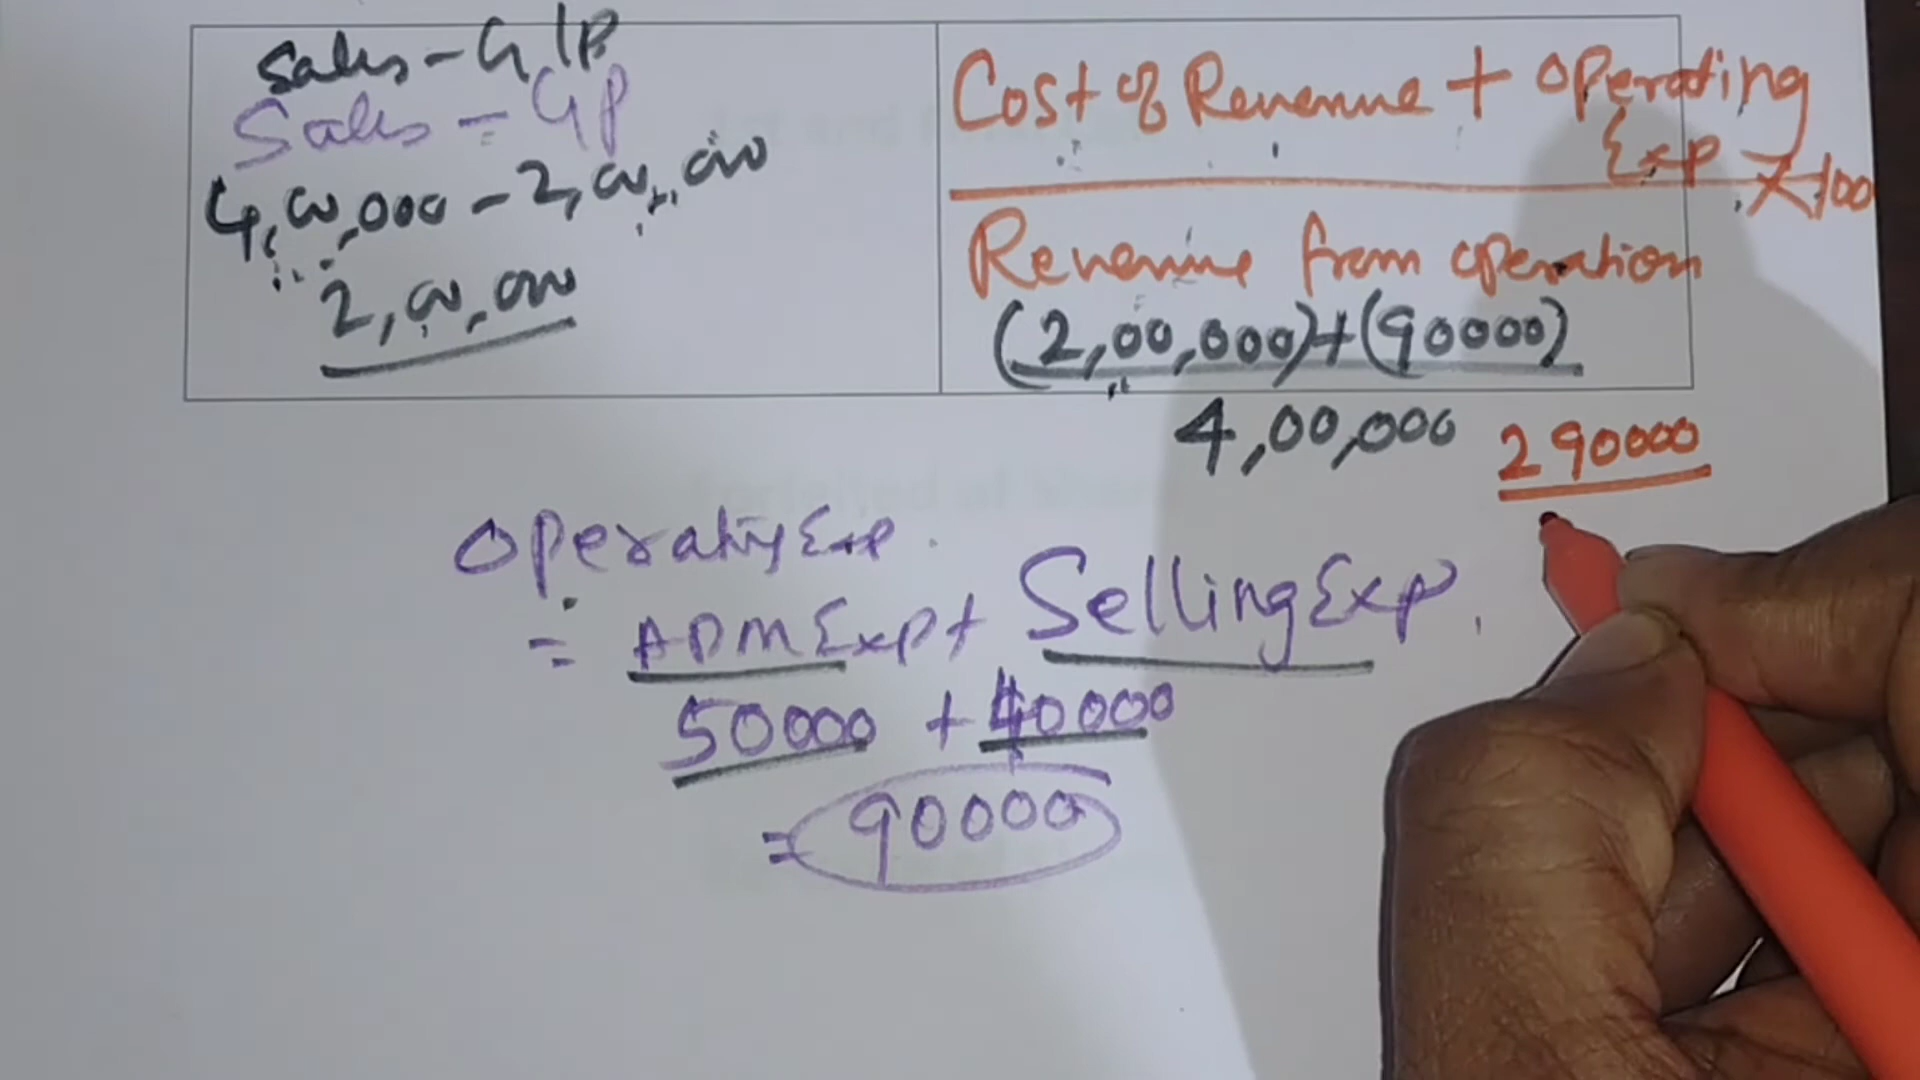 Sales - G/P
Sales - GP
4,00,000 - 2,00,000
2,00,000
Cost of Revenue + Operating
Exp × 100
Revenue from operation
(2,00,000)+(90000)
4,00,000
290000
Operating Exp.
= ADM Exp + Selling Exp.
50000 + 40000
= 90000